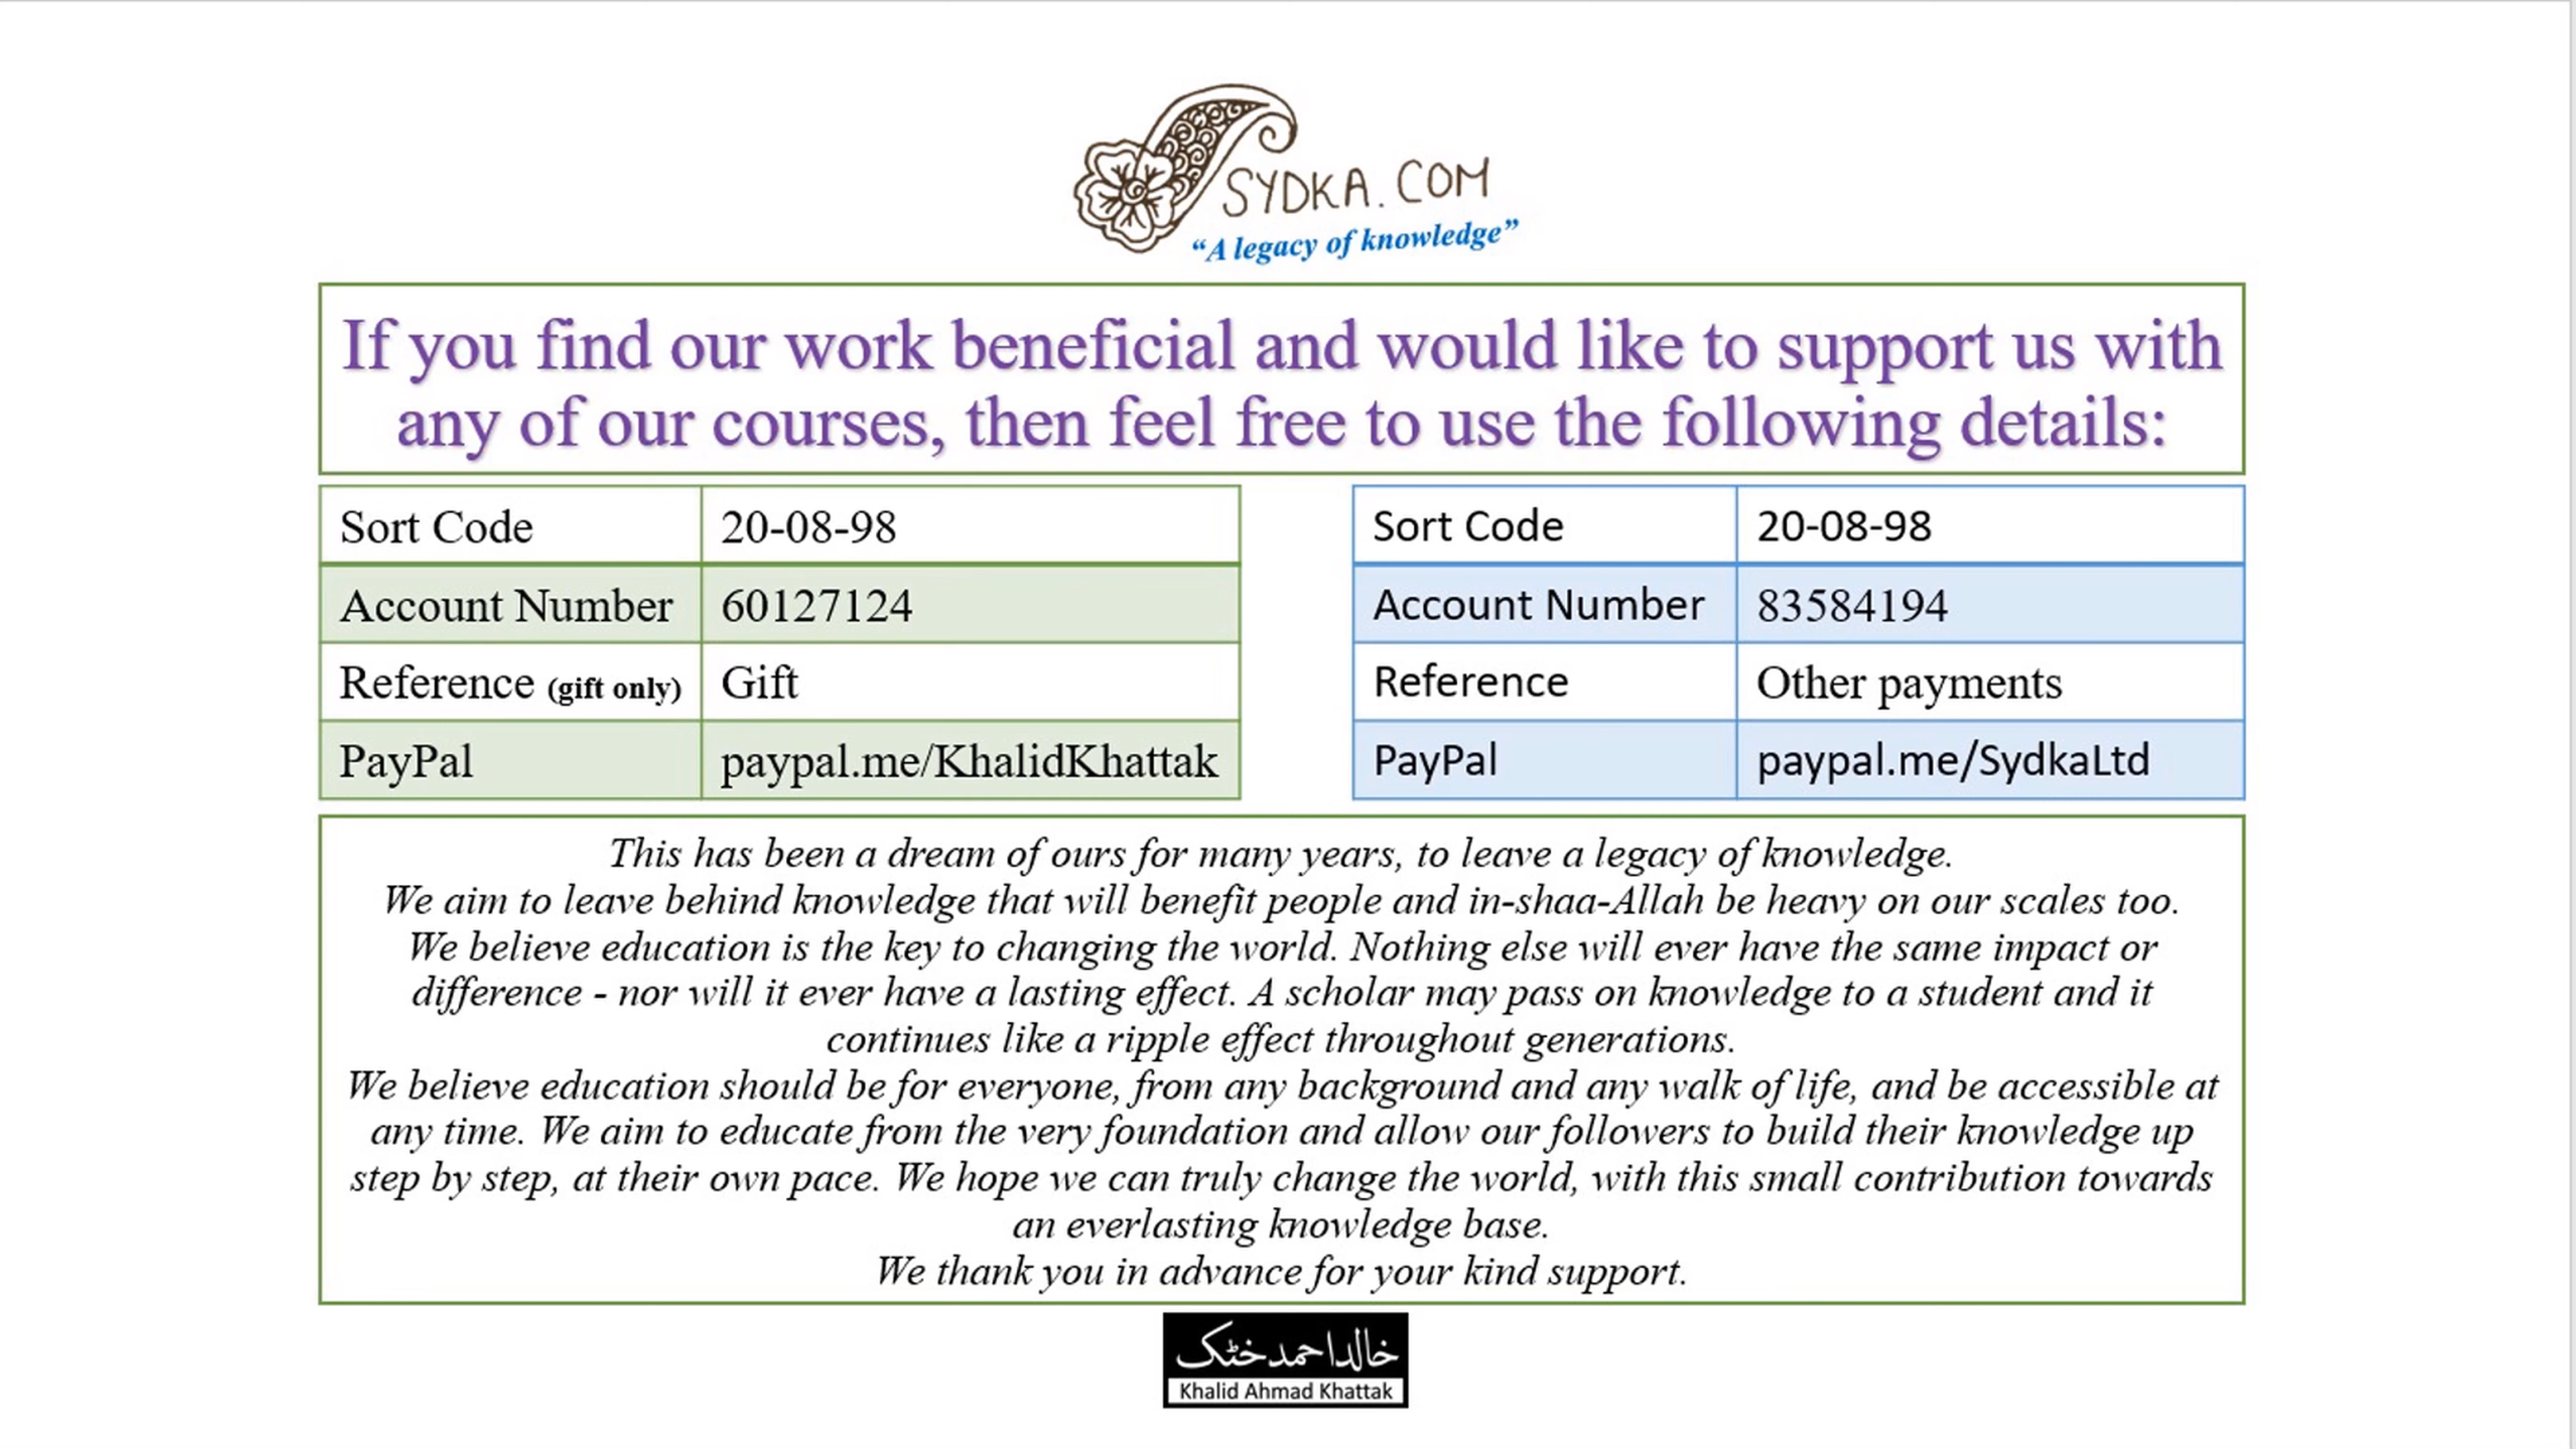 SYDKA.COM
“A legacy of knowledge”
If you find our work beneficial and would like to support us with
any of our courses, then feel free to use the following details:
Sort Code 20-08-98
Account Number 60127124
Reference (gift only) Gift
PayPal paypal.me/KhalidKhattak
Sort Code 20-08-98
Account Number 83584194
Reference Other payments
PayPal paypal.me/SydkaLtd
This has been a dream of ours for many years, to leave a legacy of knowledge.
We aim to leave behind knowledge that will benefit people and in-shaa-Allah be heavy on our scales too.
We believe education is the key to changing the world. Nothing else will ever have the same impact or
difference - nor will it ever have a lasting effect. A scholar may pass on knowledge to a student and it
continues like a ripple effect throughout generations.
We believe education should be for everyone, from any background and any walk of life, and be accessible at
any time. We aim to educate from the very foundation and allow our followers to build their knowledge up
step by step, at their own pace. We hope we can truly change the world, with this small contribution towards
an everlasting knowledge base.
We thank you in advance for your kind support.
خالد احمد خٹک
Khalid Ahmad Khattak